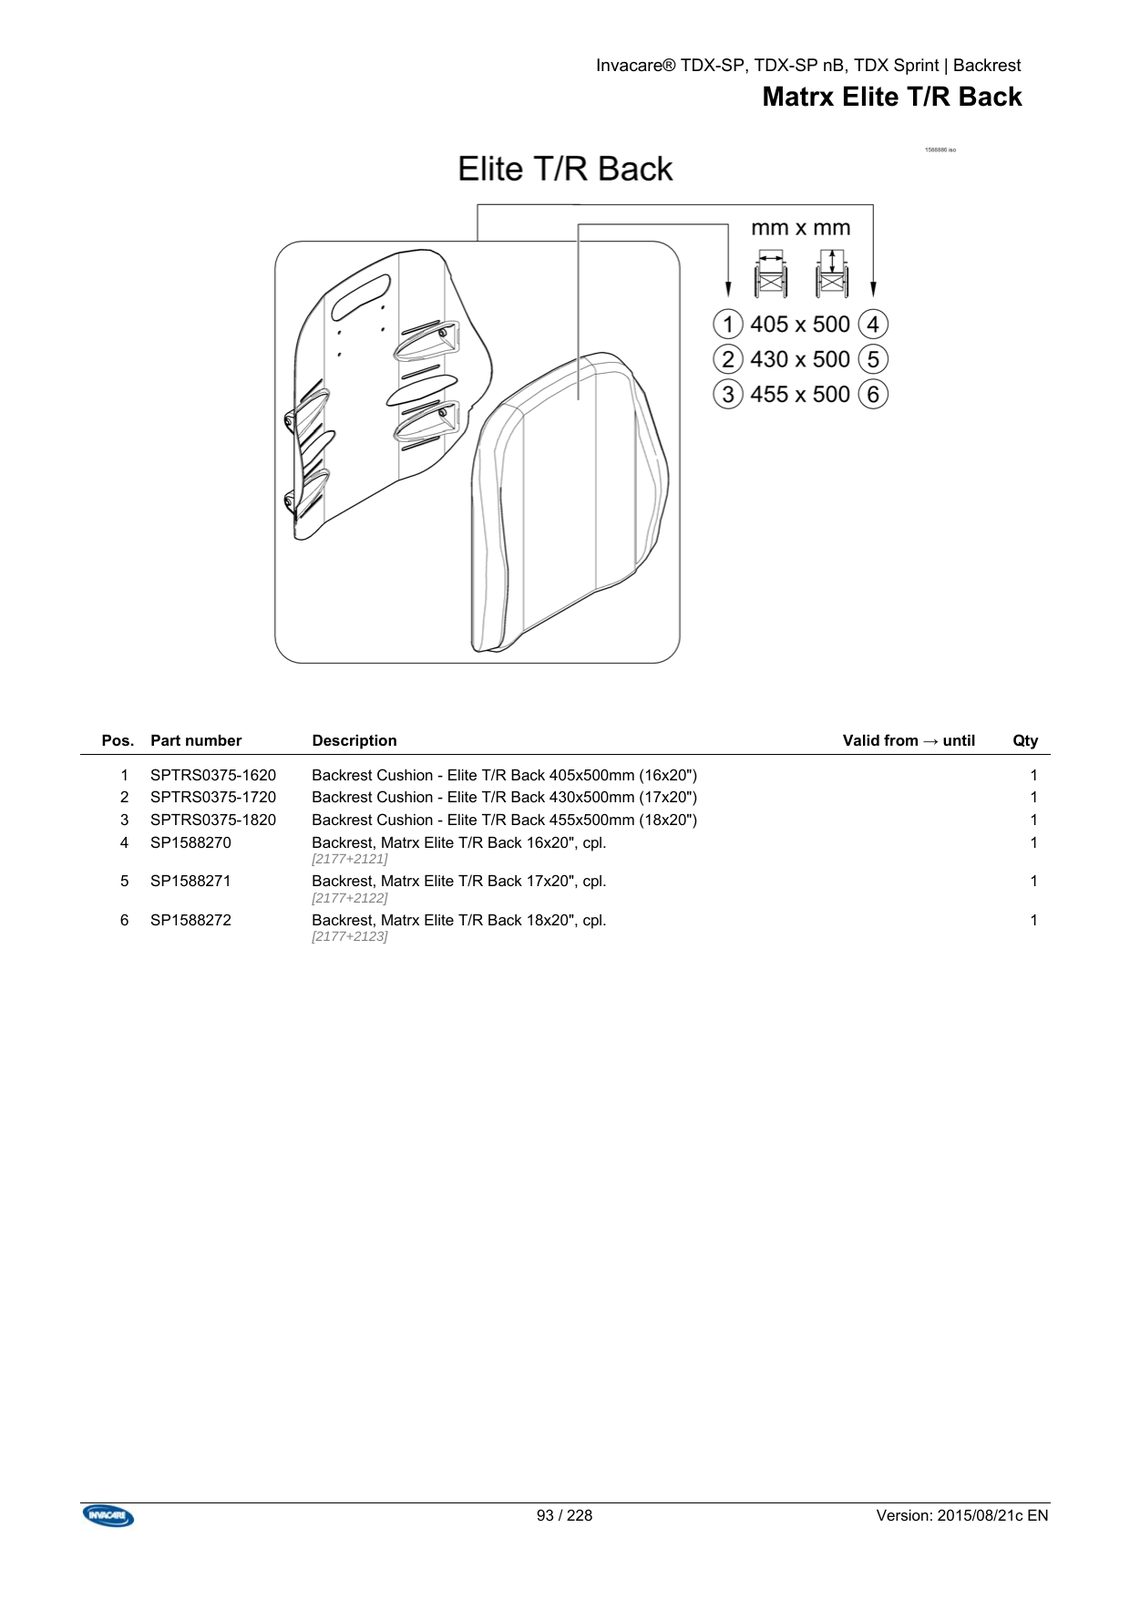 Invacare® TDX-SP, TDX-SP nB, TDX Sprint | Backrest
Matrx Elite T/R Back
1588880 iso
Elite T/R Back
mm x mm
1 405 x 500 4
2 430 x 500 5
3 455 x 500 6
Pos. Part number Description Valid from → until Qty
1 SPTRS0375-1620 Backrest Cushion - Elite T/R Back 405x500mm (16x20") 1
2 SPTRS0375-1720 Backrest Cushion - Elite T/R Back 430x500mm (17x20") 1
3 SPTRS0375-1820 Backrest Cushion - Elite T/R Back 455x500mm (18x20") 1
4 SP1588270 Backrest, Matrx Elite T/R Back 16x20", cpl. 1
[2177+2121]
5 SP1588271 Backrest, Matrx Elite T/R Back 17x20", cpl. 1
[2177+2122]
6 SP1588272 Backrest, Matrx Elite T/R Back 18x20", cpl. 1
[2177+2123]
INVACARE 93 / 228 Version: 2015/08/21c EN